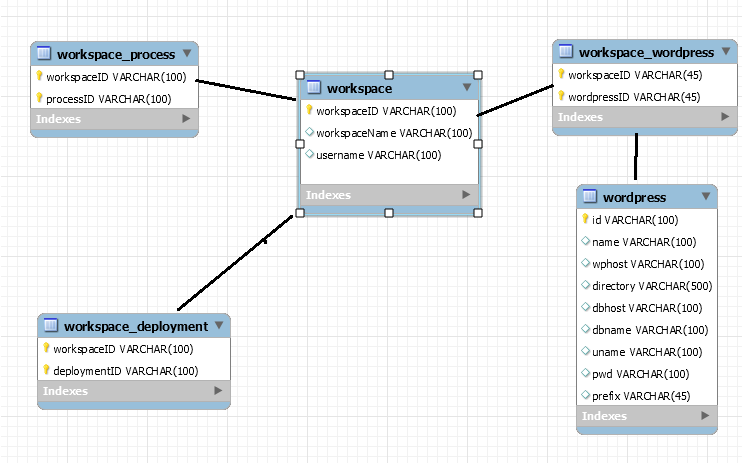 workspace_process
workspaceID VARCHAR(100)
processID VARCHAR(100)
Indexes
workspace
workspaceID VARCHAR(100)
workspaceName VARCHAR(100)
username VARCHAR(100)
Indexes
workspace_wordpress
workspaceID VARCHAR(45)
wordpressID VARCHAR(45)
Indexes
wordpress
id VARCHAR(100)
name VARCHAR(100)
wphost VARCHAR(100)
directory VARCHAR(500)
dbhost VARCHAR(100)
dbname VARCHAR(100)
uname VARCHAR(100)
pwd VARCHAR(100)
prefix VARCHAR(45)
Indexes
workspace_deployment
workspaceID VARCHAR(100)
deploymentID VARCHAR(100)
Indexes